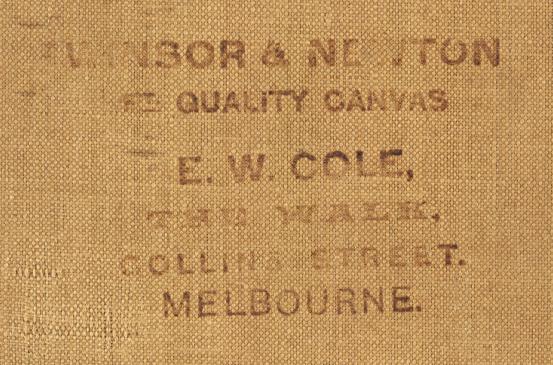 WINSOR & NEWTON
QUALITY CANVAS
E. W. COLE,
THE WALK,
COLLINS STREET.
MELBOURNE.